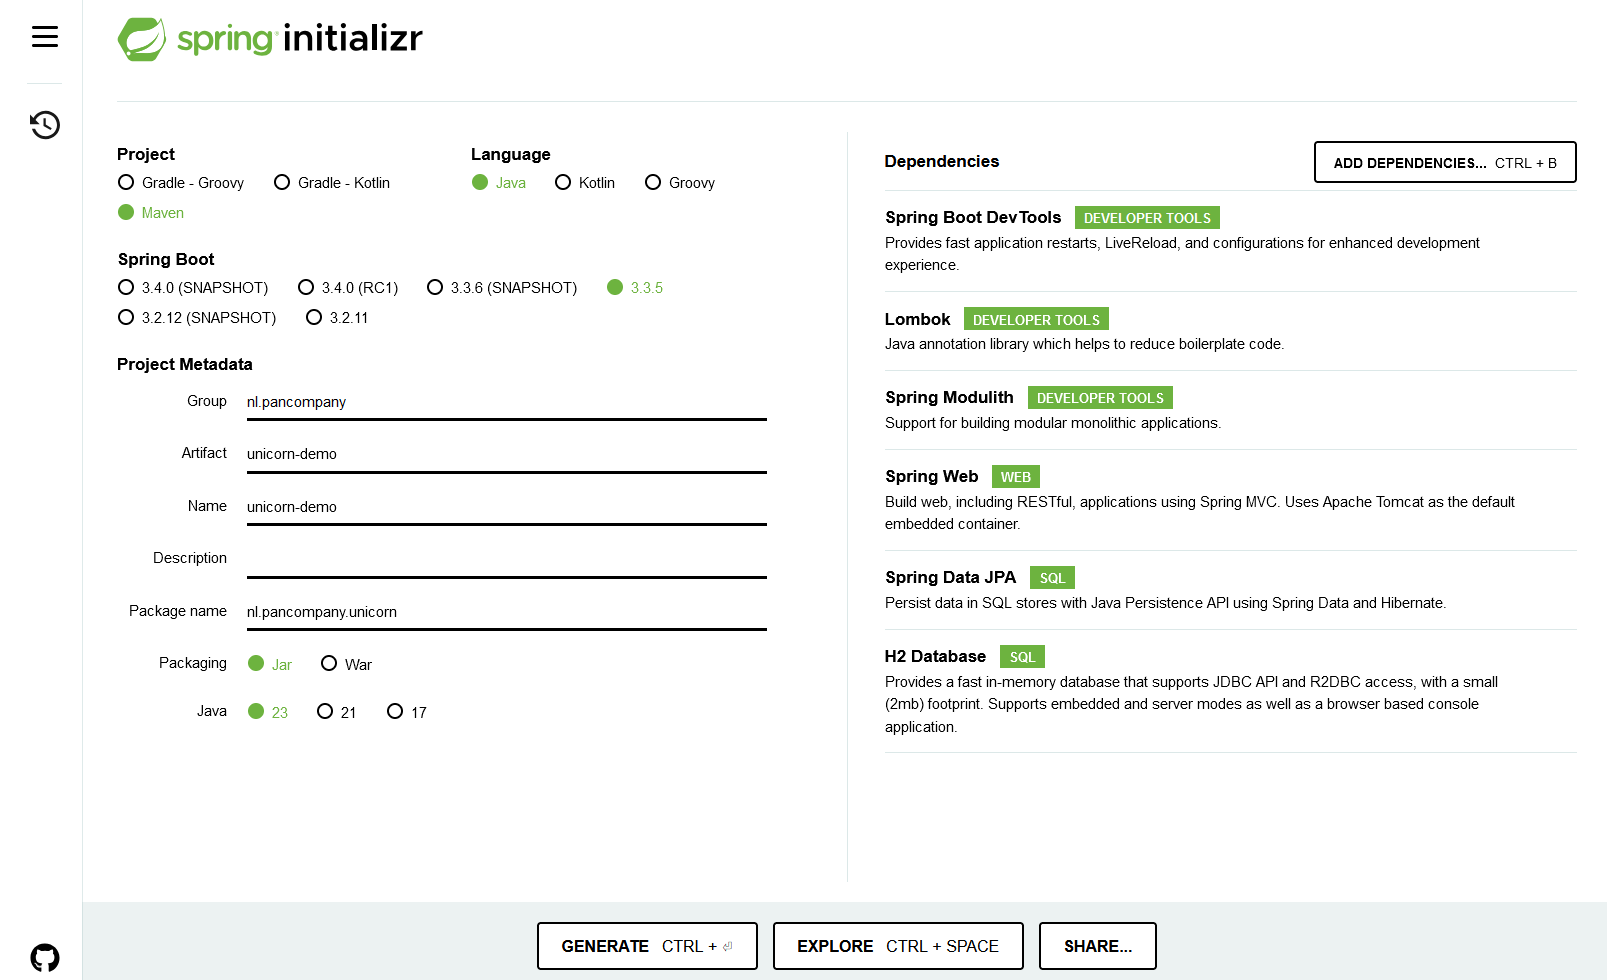 spring initializr
Project
Gradle - Groovy Gradle - Kotlin
Maven
Language
Java Kotlin Groovy
Spring Boot
3.4.0 (SNAPSHOT) 3.4.0 (RC1) 3.3.6 (SNAPSHOT) 3.3.5
3.2.12 (SNAPSHOT) 3.2.11
Project Metadata
Group nl.pancompany
Artifact unicorn-demo
Name unicorn-demo
Description
Package name nl.pancompany.unicorn
Packaging Jar War
Java 23 21 17
Dependencies ADD DEPENDENCIES... CTRL + B
Spring Boot DevTools DEVELOPER TOOLS
Provides fast application restarts, LiveReload, and configurations for enhanced development
experience.
Lombok DEVELOPER TOOLS
Java annotation library which helps to reduce boilerplate code.
Spring Modulith DEVELOPER TOOLS
Support for building modular monolithic applications.
Spring Web WEB
Build web, including RESTful, applications using Spring MVC. Uses Apache Tomcat as the default
embedded container.
Spring Data JPA SQL
Persist data in SQL stores with Java Persistence API using Spring Data and Hibernate.
H2 Database SQL
Provides a fast in-memory database that supports JDBC API and R2DBC access, with a small
(2mb) footprint. Supports embedded and server modes as well as a browser based console
application.
GENERATE CTRL + ⏎ EXPLORE CTRL + SPACE SHARE...